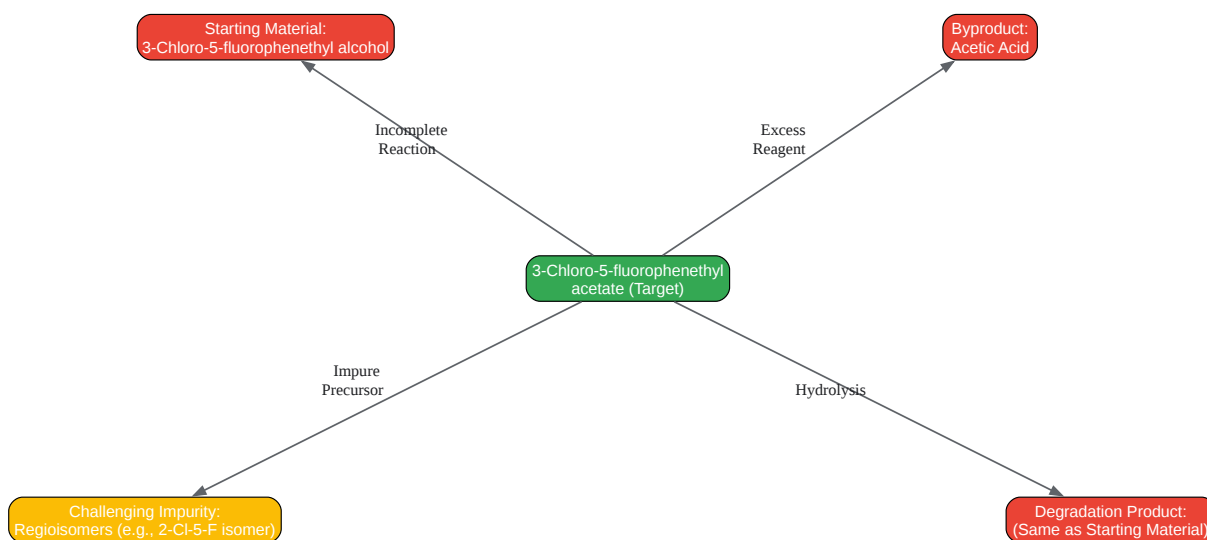 Starting Material:
3-Chloro-5-fluorophenethyl alcohol
Byproduct:
Acetic Acid
Incomplete
Reaction
Excess
Reagent
3-Chloro-5-fluorophenethyl
acetate (Target)
Impure
Precursor
Hydrolysis
Challenging Impurity:
Regioisomers (e.g., 2-Cl-5-F isomer)
Degradation Product:
(Same as Starting Material)